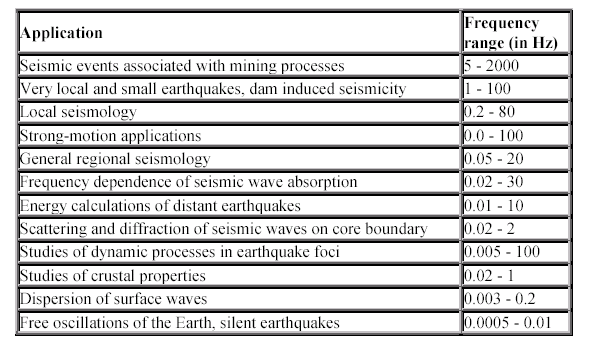 Application Frequency range (in Hz)
Seismic events associated with mining processes 5 - 2000
Very local and small earthquakes, dam induced seismicity 1 - 100
Local seismology 0.2 - 80
Strong-motion applications 0.0 - 100
General regional seismology 0.05 - 20
Frequency dependence of seismic wave absorption 0.02 - 30
Energy calculations of distant earthquakes 0.01 - 10
Scattering and diffraction of seismic waves on core boundary 0.02 - 2
Studies of dynamic processes in earthquake foci 0.005 - 100
Studies of crustal properties 0.02 - 1
Dispersion of surface waves 0.003 - 0.2
Free oscillations of the Earth, silent earthquakes 0.0005 - 0.01